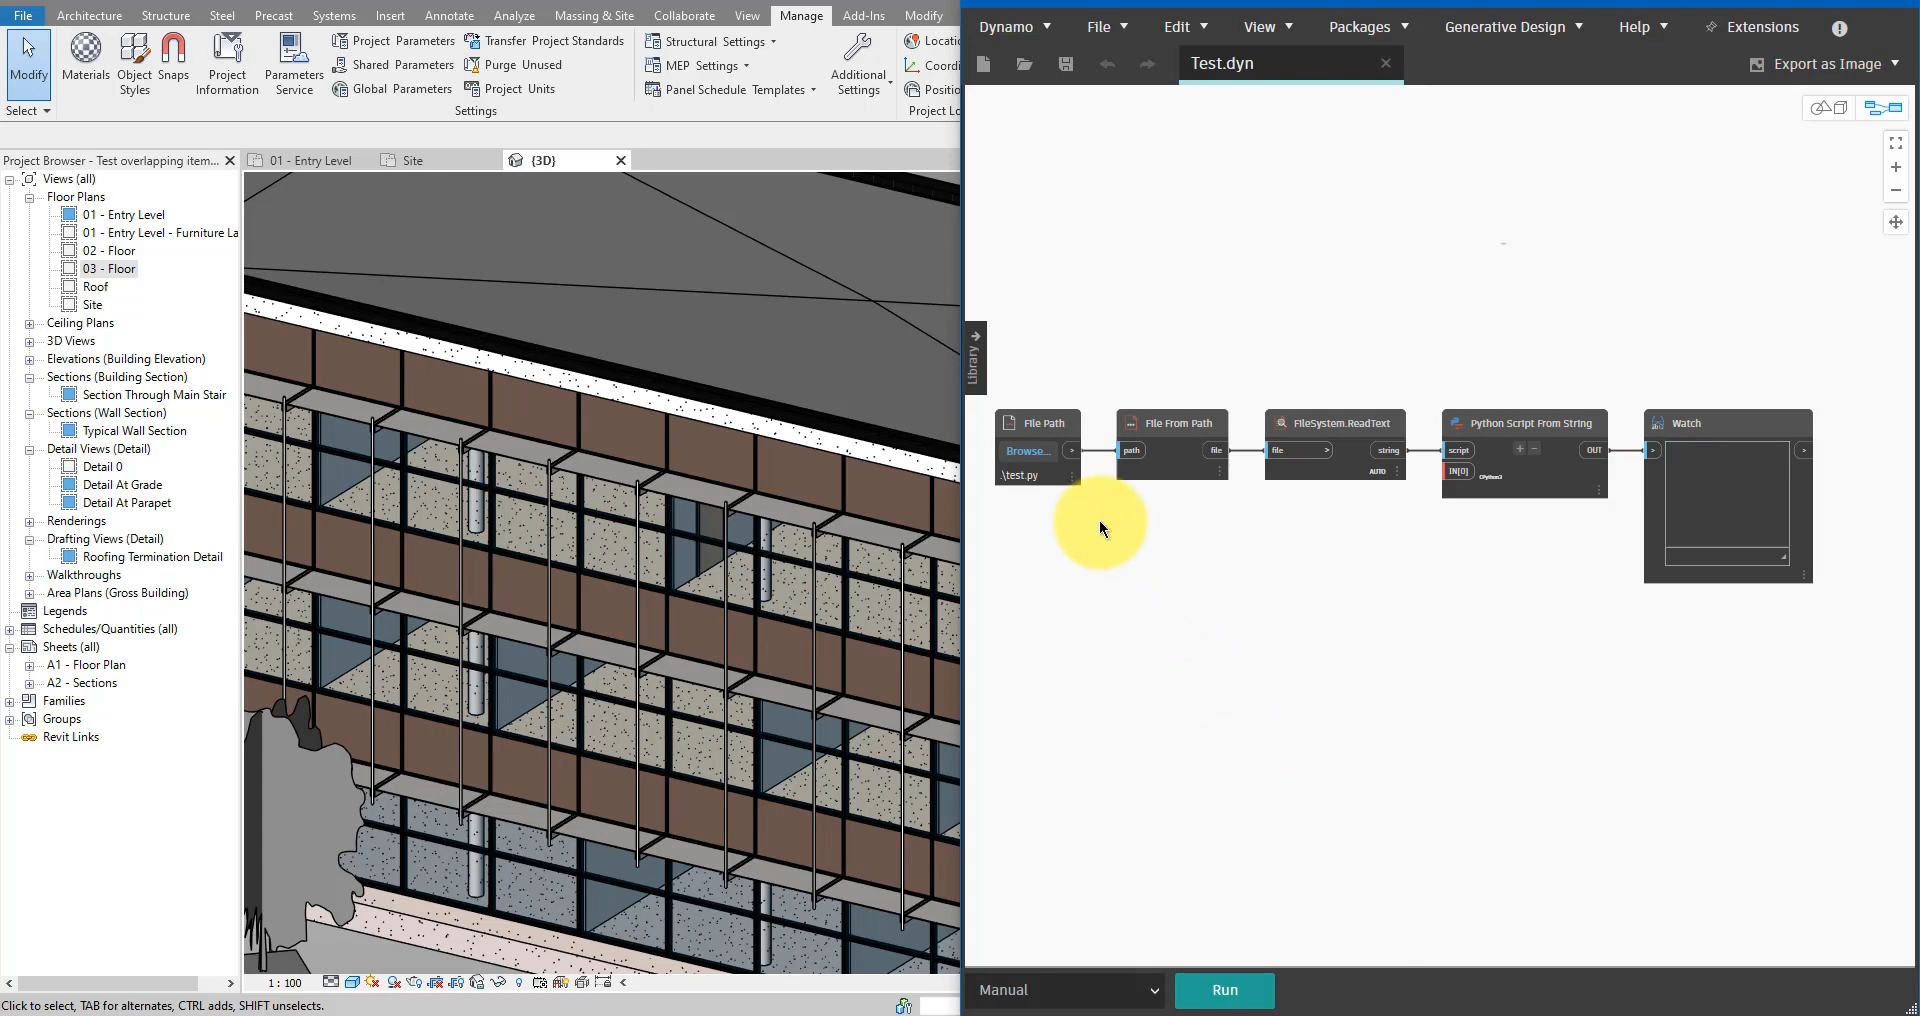 File Architecture Structure Steel Precast Systems Insert Annotate Analyze Massing & Site Collaborate View Manage Add-Ins Modify
Modify
Materials
Object
Styles
Snaps
Project
Information
Parameters
Service
Project Parameters
Shared Parameters
Global Parameters
Transfer Project Standards
Purge Unused
Project Units
Structural Settings
MEP Settings
Panel Schedule Templates
Additional
Settings
Locatio
Coordi
Positio
Select
Settings
Project Lo
Project Browser - Test overlapping item...
01 - Entry Level
Site
{3D}
Views (all)
Floor Plans
01 - Entry Level
01 - Entry Level - Furniture La
02 - Floor
03 - Floor
Roof
Site
Ceiling Plans
3D Views
Elevations (Building Elevation)
Sections (Building Section)
Section Through Main Stair
Sections (Wall Section)
Typical Wall Section
Detail Views (Detail)
Detail 0
Detail At Grade
Detail At Parapet
Renderings
Drafting Views (Detail)
Roofing Termination Detail
Walkthroughs
Area Plans (Gross Building)
Legends
Schedules/Quantities (all)
Sheets (all)
A1 - Floor Plan
A2 - Sections
Families
Groups
Revit Links
1 : 100
Click to select, TAB for alternates, CTRL adds, SHIFT unselects.
Dynamo File Edit View Packages Generative Design Help Extensions
Test.dyn
Export as Image
Library
File Path
Browse... >
.\test.py
File From Path
path file
FileSystem.ReadText
file > string
AUTO
Python Script From String
script + - OUT
IN[0] CPython3
Watch
> >
Manual
Run